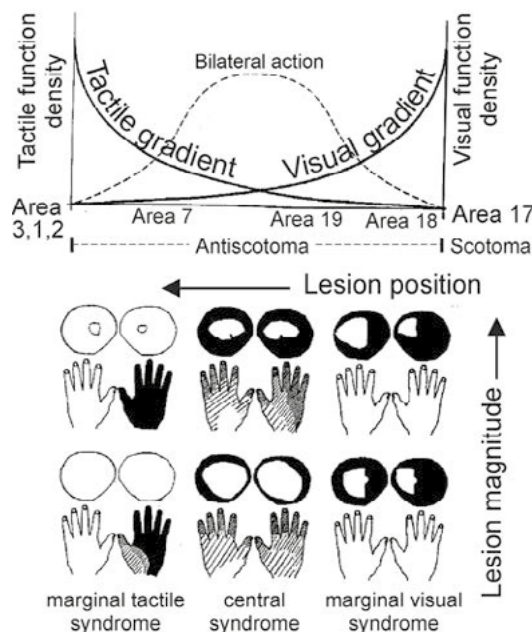 Tactile function
density
Tactile gradient
Bilateral action
Visual gradient
Visual function
density
Area
3,1,2
Area 7
Area 19
Area 18
Area 17
Antiscotoma
Scotoma
Lesion position
Lesion magnitude
marginal tactile
syndrome
central
syndrome
marginal visual
syndrome